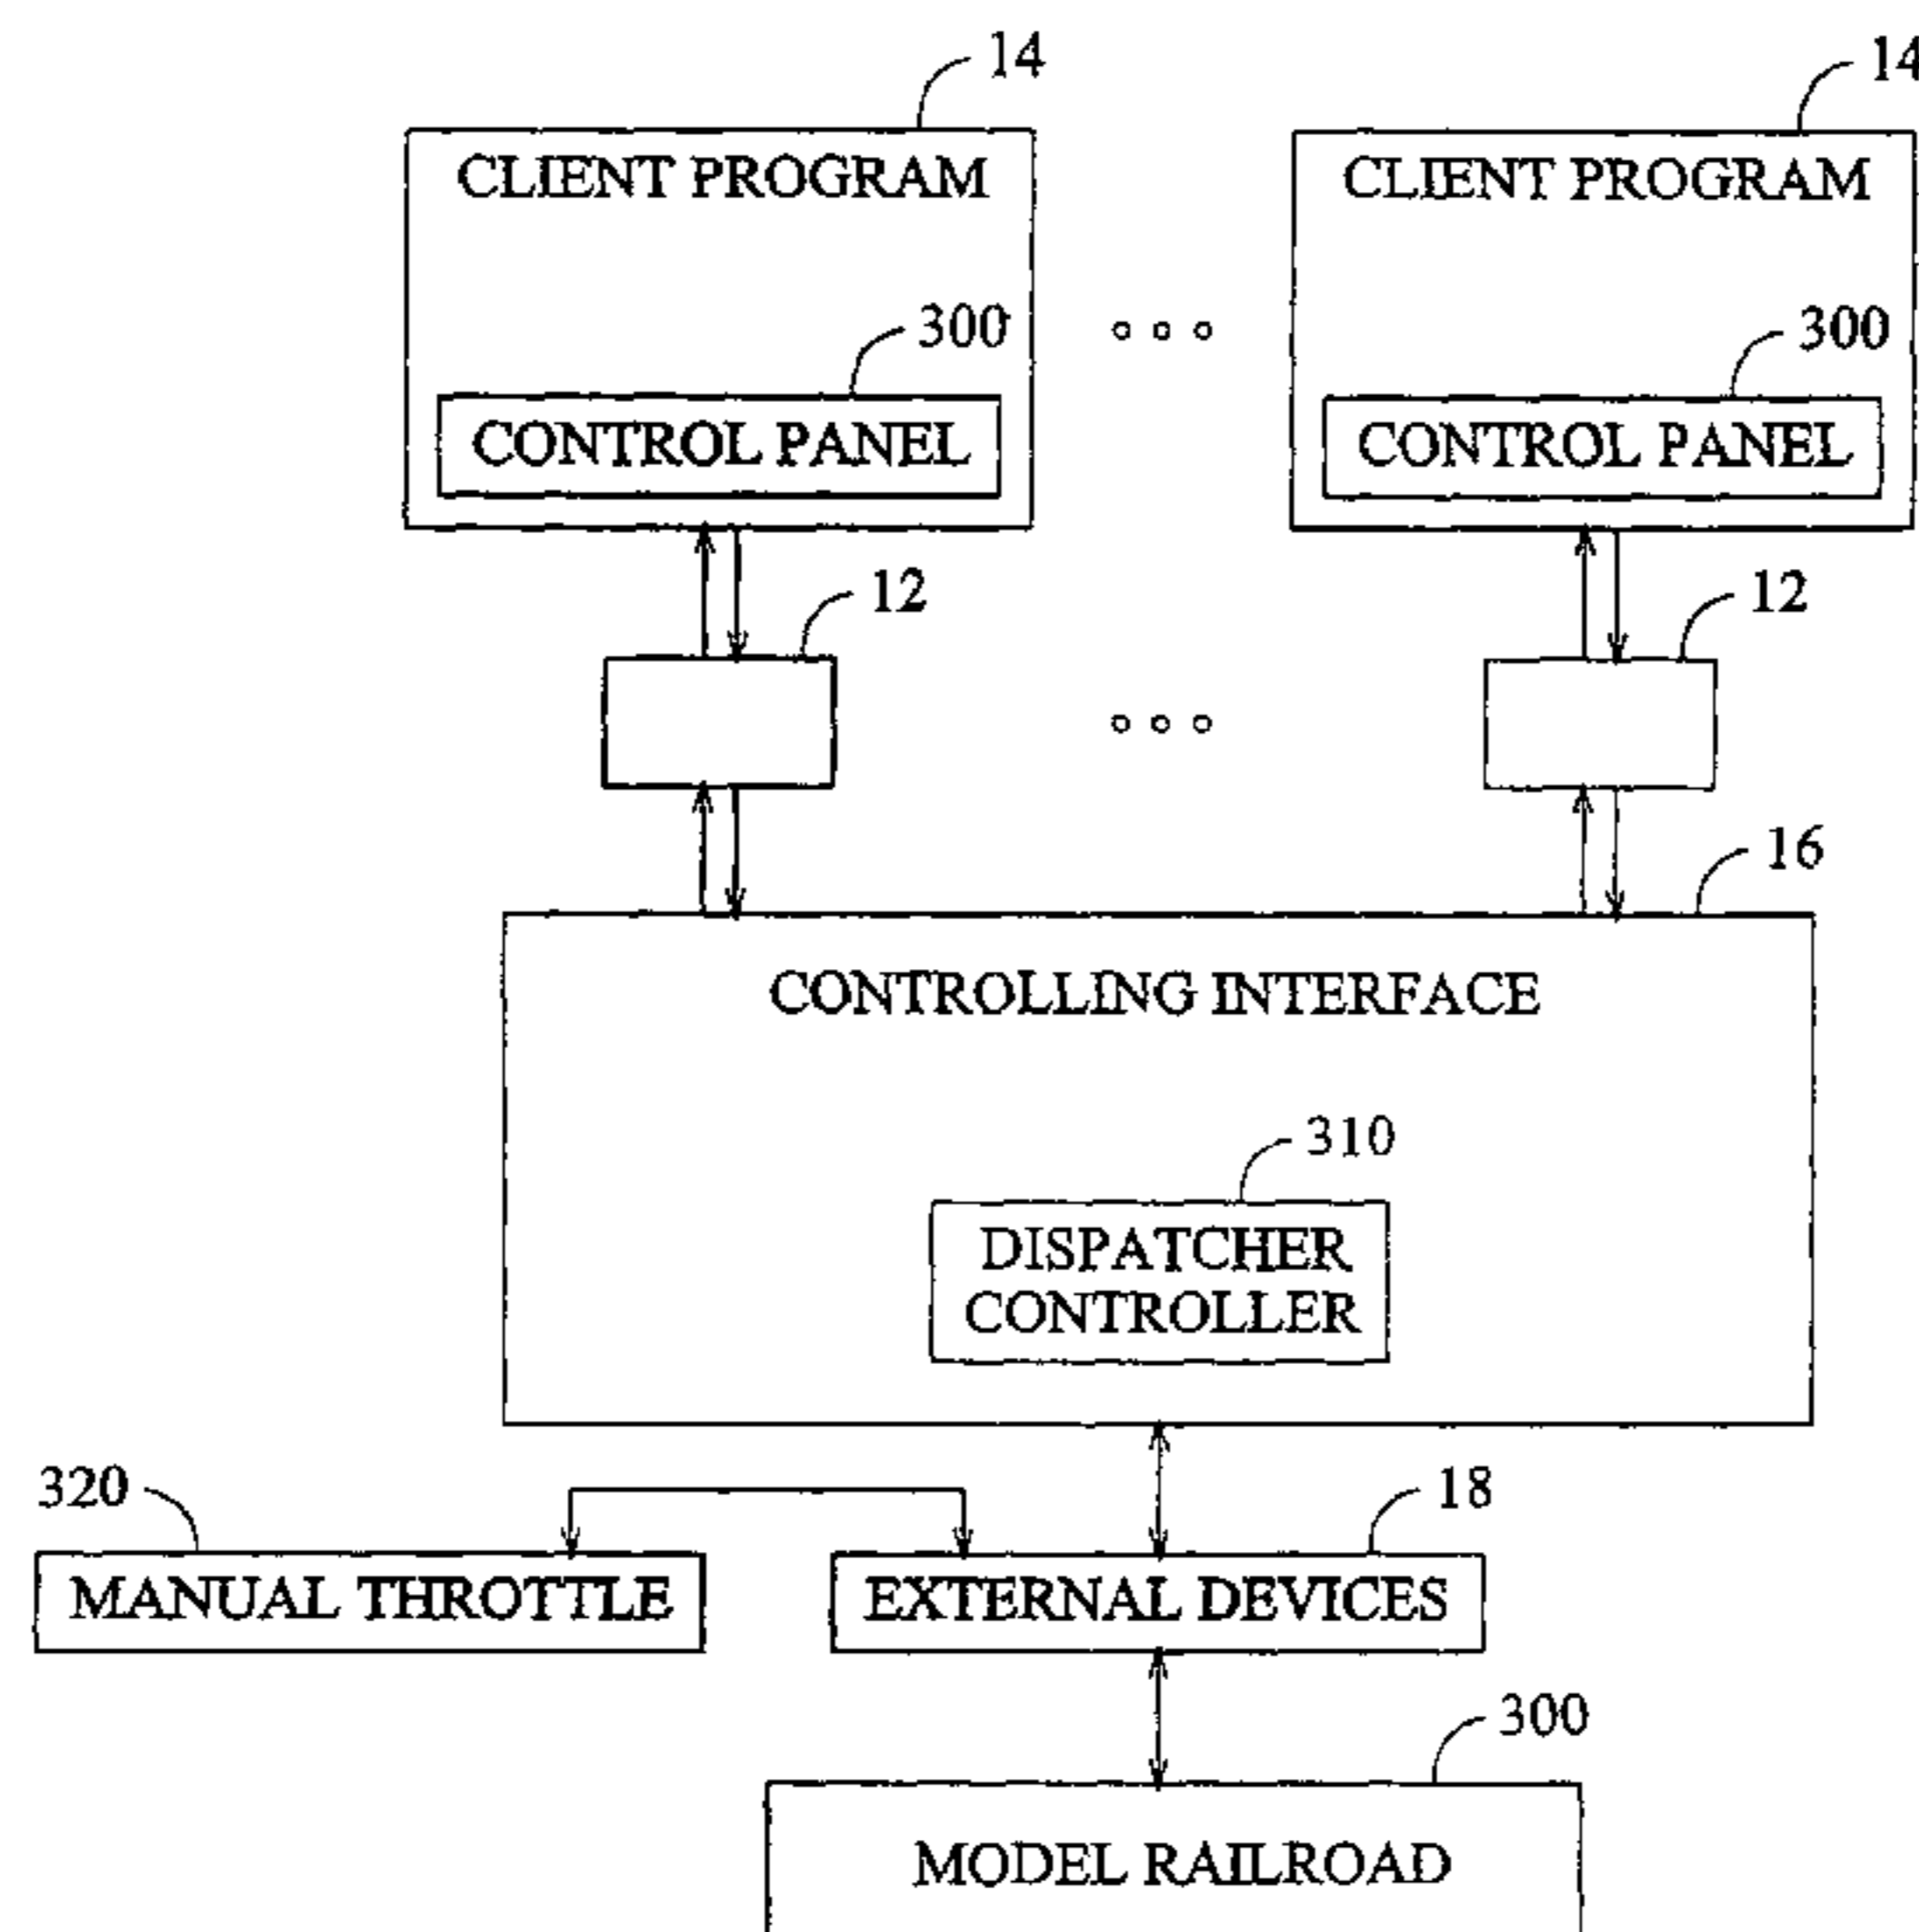 14
14
CLIENT PROGRAM
CLIENT PROGRAM
300
300
CONTROL PANEL
CONTROL PANEL
12
12
16
CONTROLLING INTERFACE
310
DISPATCHER
CONTROLLER
320
18
MANUAL THROTTLE
EXTERNAL DEVICES
300
MODEL RAILROAD